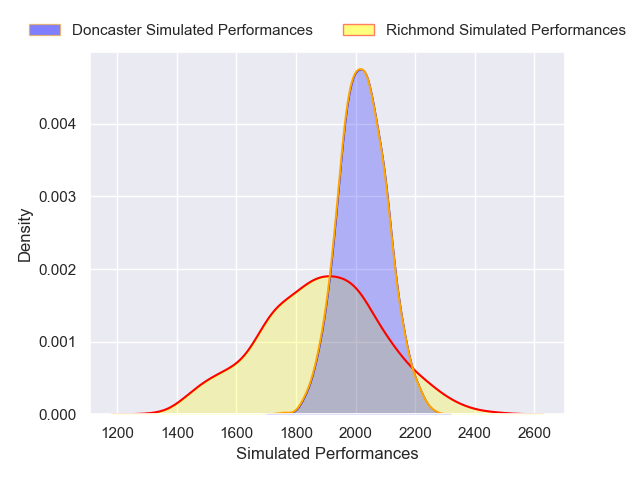 Doncaster Simulated Performances
Richmond Simulated Performances
0.004
0.003
0.002
0.001
0.000
Density
1200 1400 1600 1800 2000 2200 2400 2600
Simulated Performances